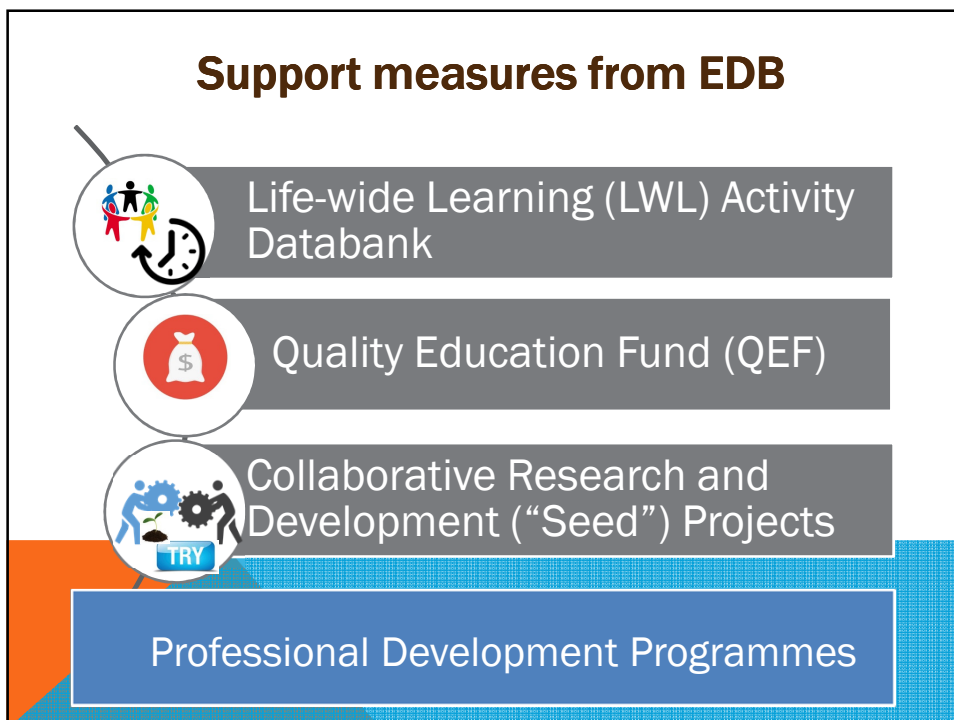 Support measures from EDB
Life-wide Learning (LWL) Activity
Databank
$
Quality Education Fund (QEF)
Collaborative Research and
Development (“Seed”) Projects
TRY
Professional Development Programmes